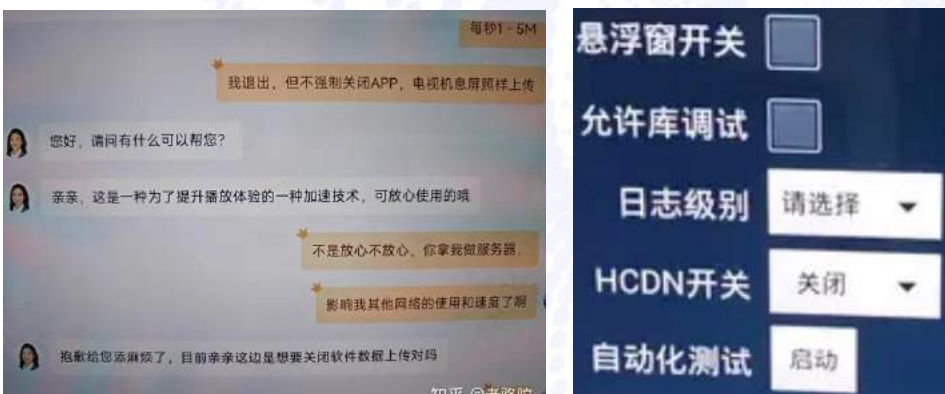 每秒1-5M
我退出，但不强制关闭APP，电视机息屏照样上传
您好，请问有什么可以帮您？
亲亲，这是一种为了提升播放体验的一种加速技术，可放心使用的哦
不是放心不放心，你拿我做服务器，
影响我其他网络的使用和速度了啊
抱歉给您添麻烦了，目前亲亲这边是想要关闭软件数据上传对吗
知乎 @老骆驼
悬浮窗开关
允许库调试
日志级别 请选择
HCDN开关 关闭
自动化测试 启动